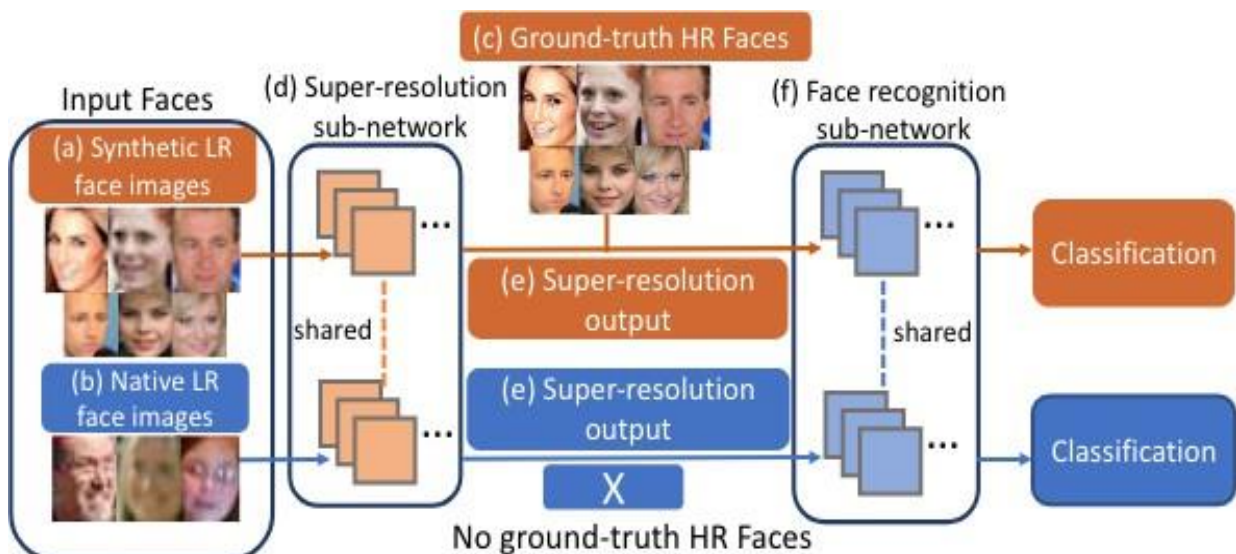 (c) Ground-truth HR Faces
Input Faces
(d) Super-resolution
sub-network
(f) Face recognition
sub-network
(a) Synthetic LR
face images
...
...
Classification
(e) Super-resolution
output
shared
shared
(b) Native LR
face images
(e) Super-resolution
output
...
...
Classification
X
No ground-truth HR Faces